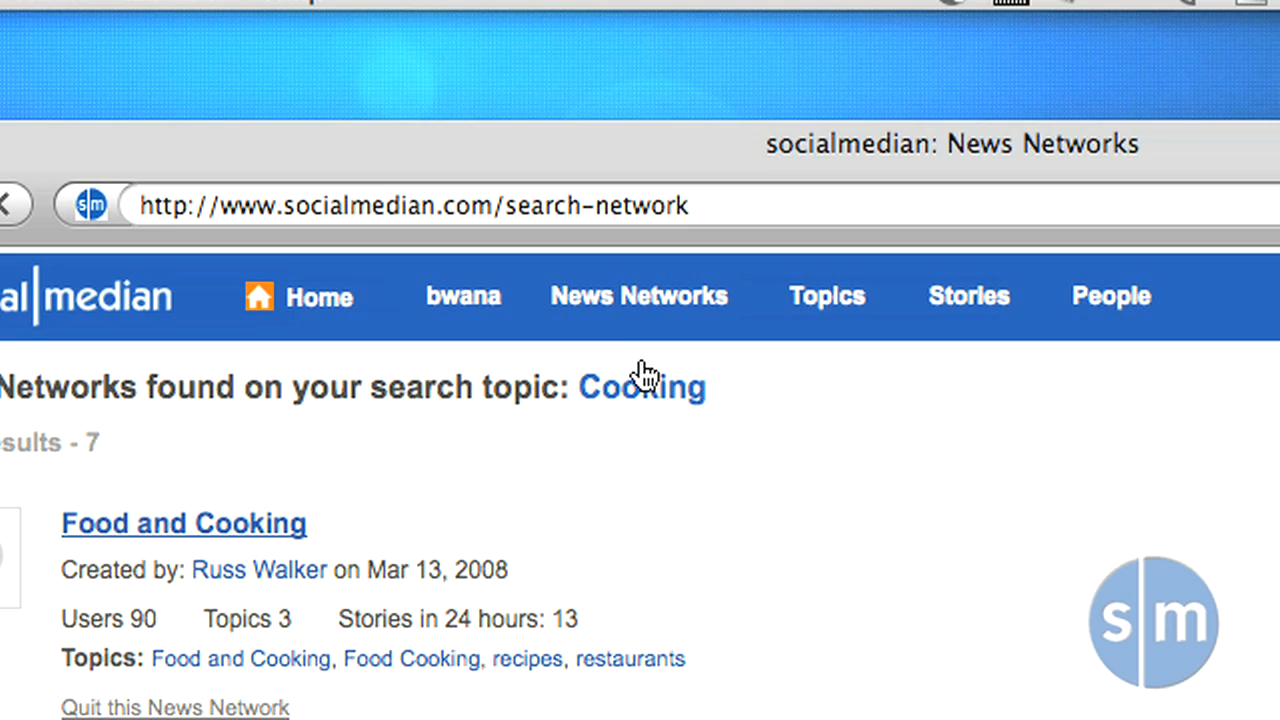 socialmedian: News Networks
s|m http://www.socialmedian.com/search-network
al|median Home bwana News Networks Topics Stories People
Networks found on your search topic: Cooking
esults - 7
Food and Cooking
Created by: Russ Walker on Mar 13, 2008
Users 90 Topics 3 Stories in 24 hours: 13
Topics: Food and Cooking, Food Cooking, recipes, restaurants
Quit this News Network
s|m